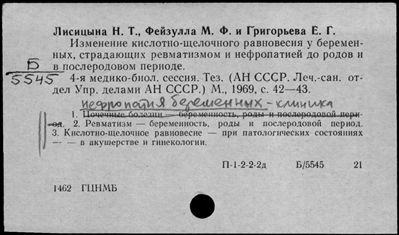 Лисицына Н. Т., Фейзулла М. Ф. и Григорьева Е. Г.
Изменение кислотно-щелочного равновесия у беремен-
ных, страдающих ревматизмом и нефропатией до родов и
в послеродовом периоде.
Б
5545
4-я медико-биол. сессия. Тез. (АН СССР. Леч.-сан. от-
дел Упр. делами АН СССР.) М., 1969, с. 42—43.
нефропатия беременных - клиника
1. Почечные болезни — беременность, роды и послеродовой пери-
од. 2. Ревматизм — беременность, роды и послеродовой период.
3. Кислотно-щелочное равновесие — при патологических состояниях
— — в акушерстве и гинекологии.
П-1-2-2-2д Б/5545 21
1462 ГЦНМБ